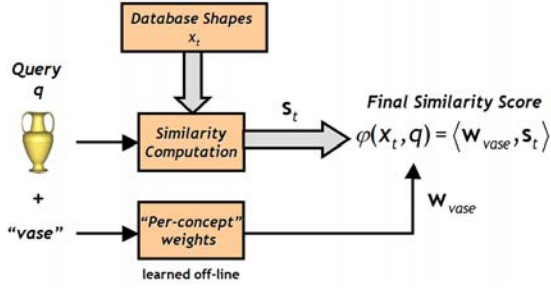 Database Shapes
x_t
Query
q
Similarity
Computation
s_t
Final Similarity Score
φ(x_t, q) = ⟨w_vase, s_t⟩
+
"vase"
"Per-concept"
weights
w_vase
learned off-line